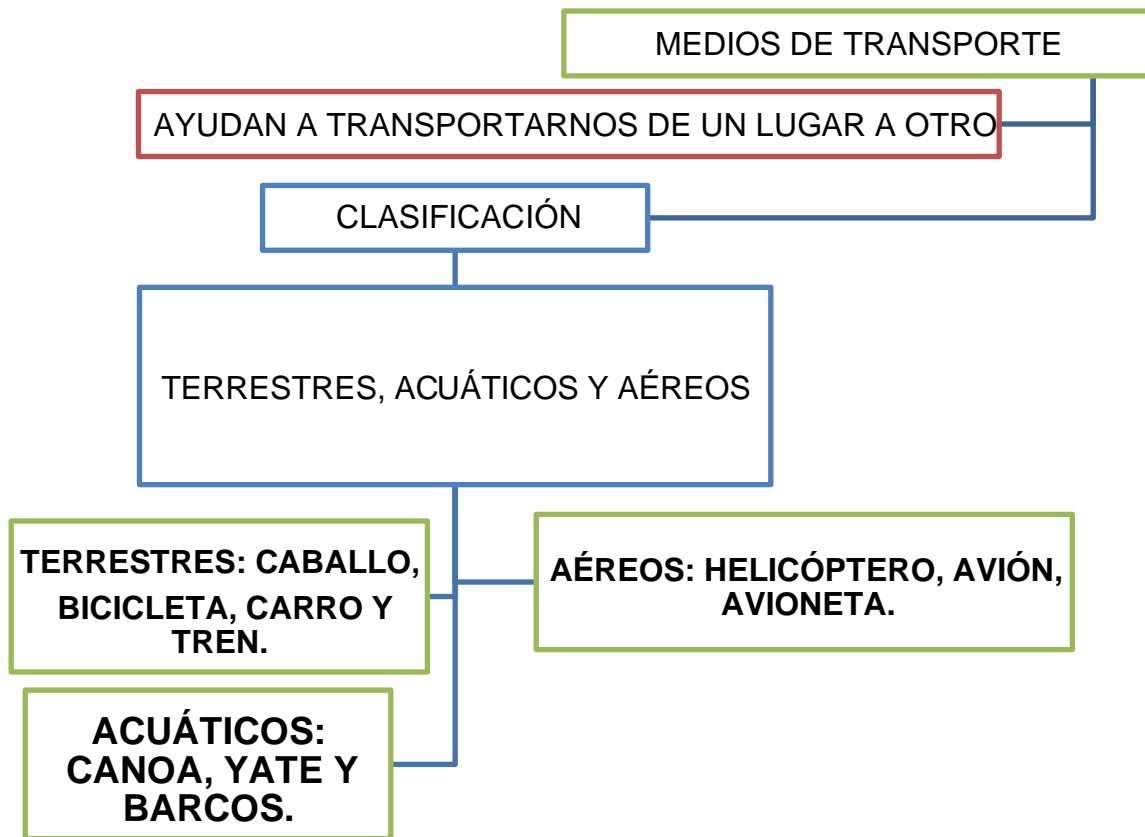 MEDIOS DE TRANSPORTE
AYUDAN A TRANSPORTARNOS DE UN LUGAR A OTRO
CLASIFICACIÓN
TERRESTRES, ACUÁTICOS Y AÉREOS
TERRESTRES: CABALLO,
BICICLETA, CARRO Y
TREN.
AÉREOS: HELICÓPTERO, AVIÓN,
AVIONETA.
ACUÁTICOS:
CANOA, YATE Y
BARCOS.